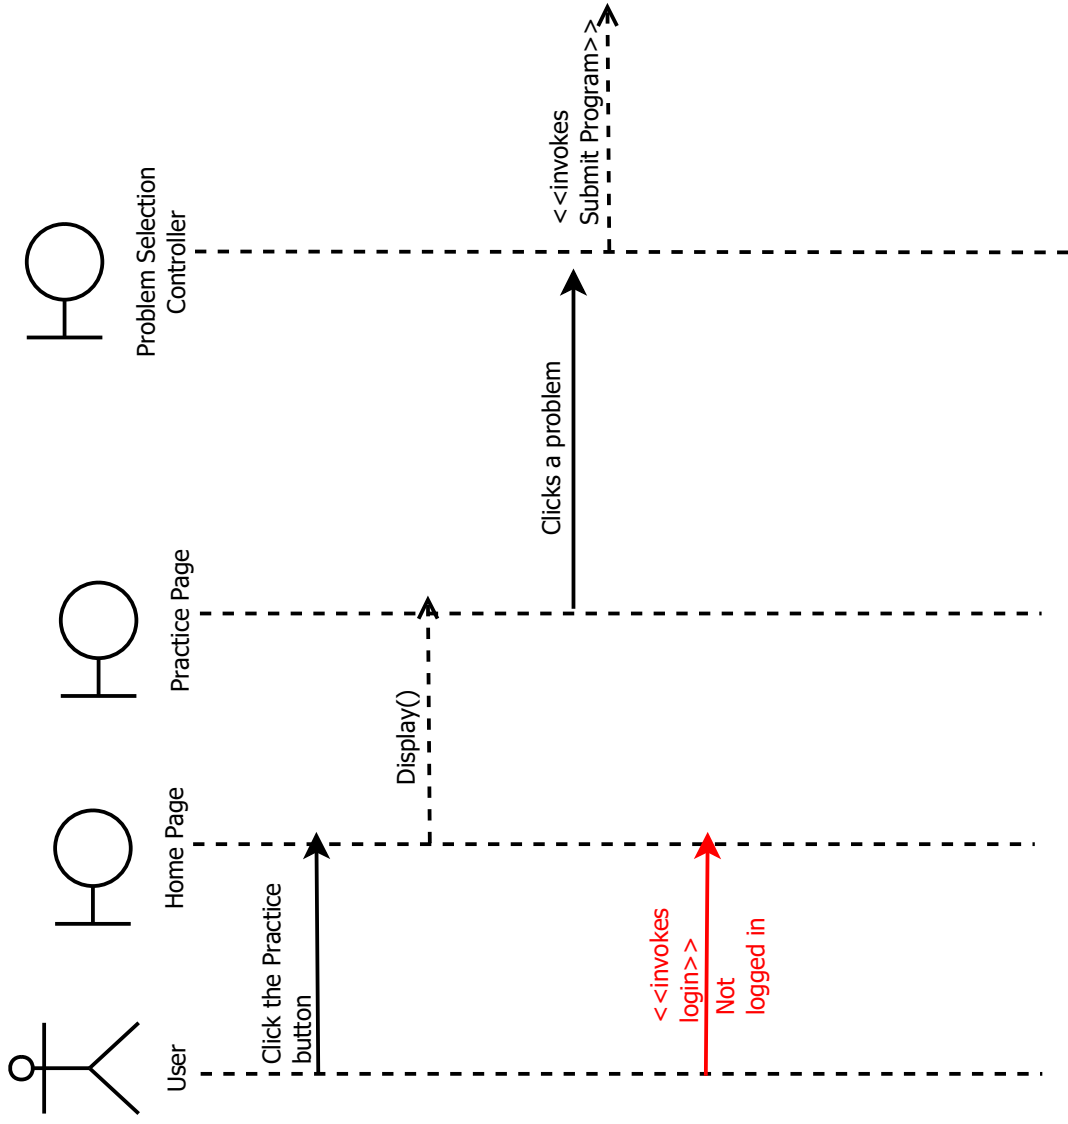 User
Home Page
Practice Page
Problem Selection
Controller
Click the Practice
button
Display()
Clicks a problem
<<invokes
Submit Program>>
<<invokes
login>>
Not
logged in